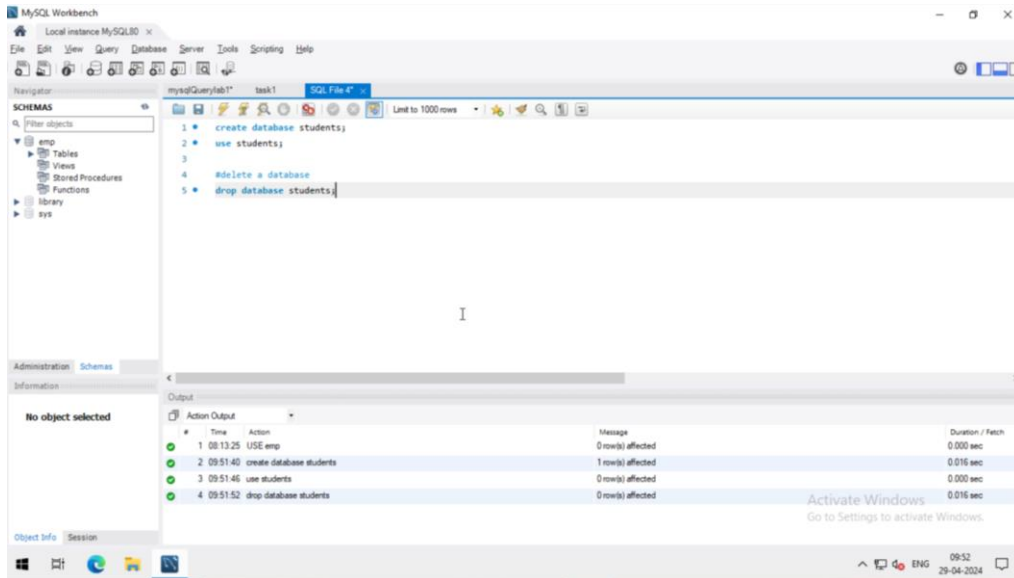 MySQL Workbench
Local instance MySQL80
File Edit View Query Database Server Tools Scripting Help
Navigator
mysqlQuerylab1* task1 SQL File 4*
SCHEMAS
Filter objects
Limit to 1000 rows
1 create database students;
2 use students;
3
4 #delete a database
5 drop database students;
emp
Tables
Views
Stored Procedures
Functions
library
sys
Administration Schemas
Information
No object selected
Output
Action Output
# Time Action Message Duration / Fetch
1 08:13:25 USE emp 0 row(s) affected 0.000 sec
2 09:51:40 create database students 1 row(s) affected 0.016 sec
3 09:51:46 use students 0 row(s) affected 0.000 sec
4 09:51:52 drop database students 0 row(s) affected 0.016 sec
Activate Windows
Go to Settings to activate Windows.
Object Info Session
ENG
09:52
29-04-2024